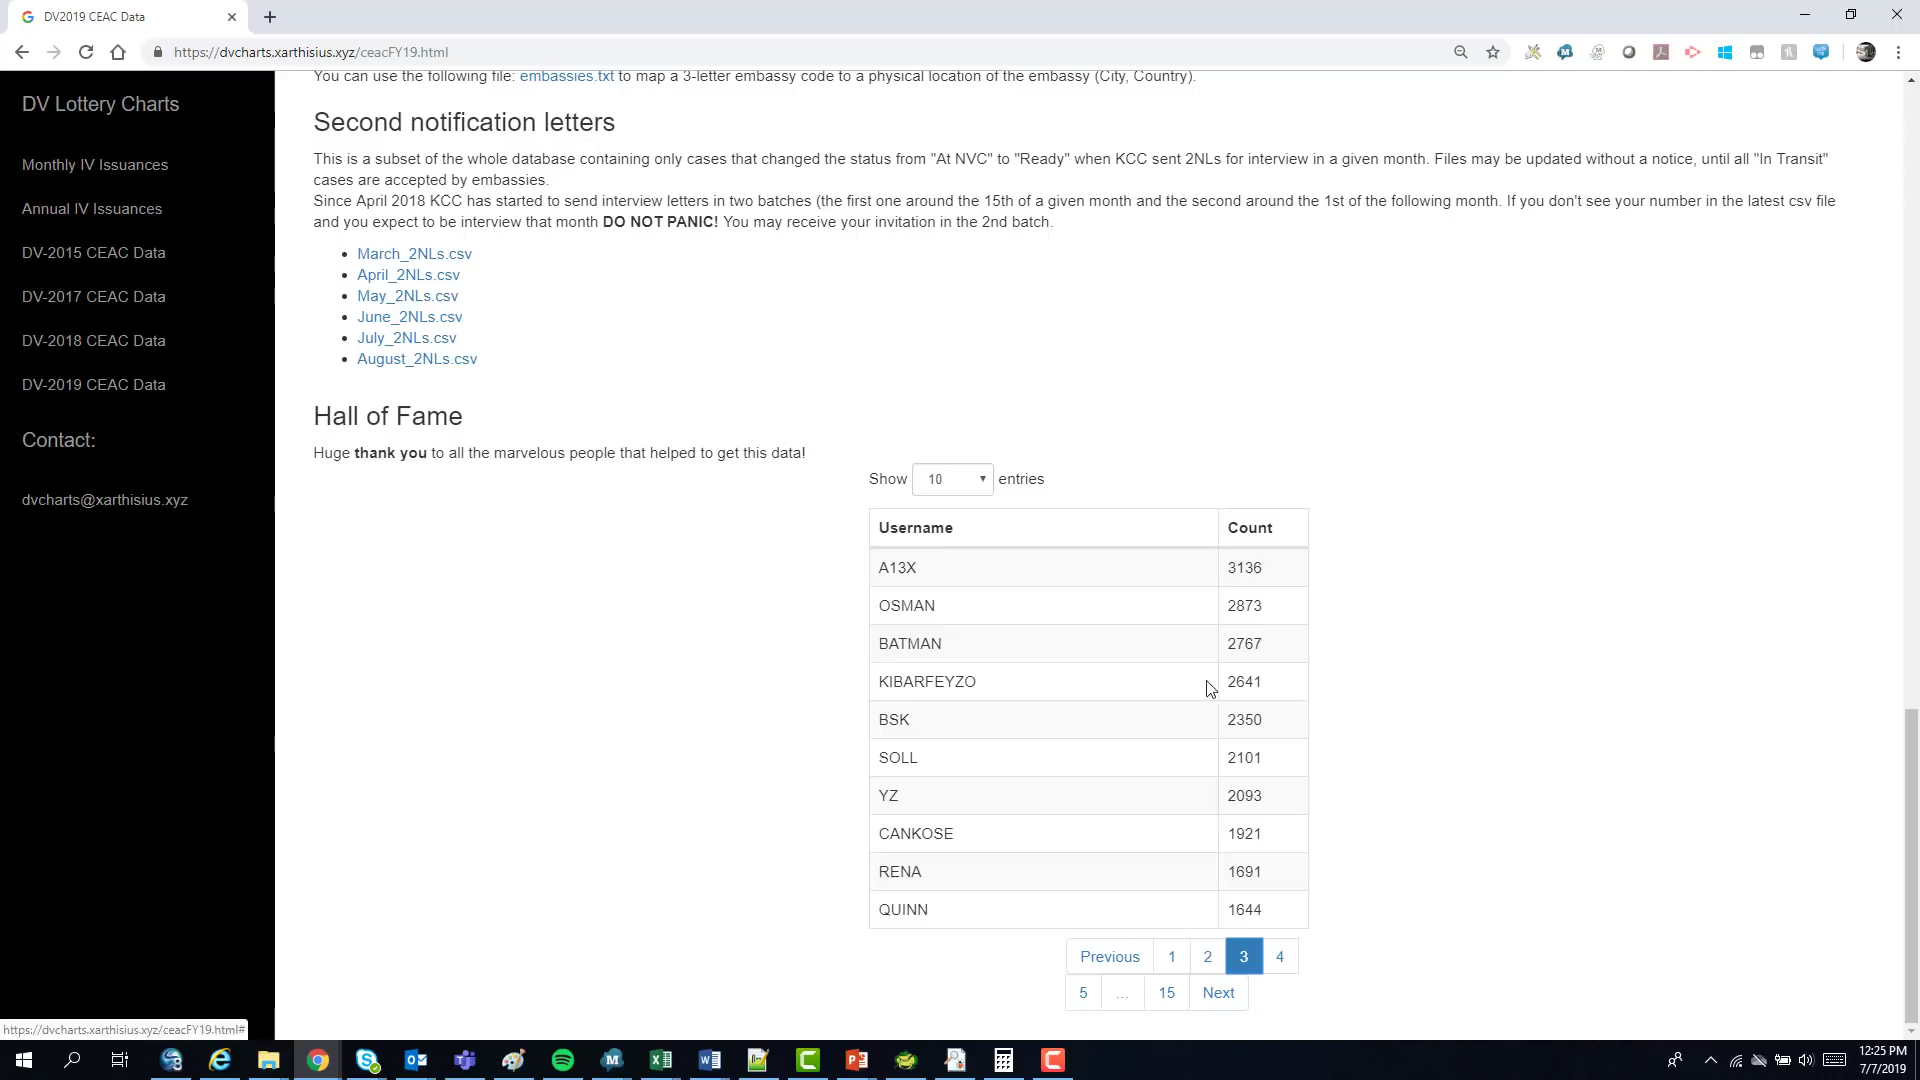 DV2019 CEAC Data
https://dvcharts.xarthisius.xyz/ceacFY19.html
DV Lottery Charts
Monthly IV Issuances
Annual IV Issuances
DV-2015 CEAC Data
DV-2017 CEAC Data
DV-2018 CEAC Data
DV-2019 CEAC Data
Contact:
dvcharts@xarthisius.xyz
You can use the following file: embassies.txt to map a 3-letter embassy code to a physical location of the embassy (City, Country).
Second notification letters
This is a subset of the whole database containing only cases that changed the status from "At NVC" to "Ready" when KCC sent 2NLs for interview in a given month. Files may be updated without a notice, until all "In Transit"
cases are accepted by embassies.
Since April 2018 KCC has started to send interview letters in two batches (the first one around the 15th of a given month and the second around the 1st of the following month. If you don't see your number in the latest csv file
and you expect to be interview that month DO NOT PANIC! You may receive your invitation in the 2nd batch.
• March_2NLs.csv
• April_2NLs.csv
• May_2NLs.csv
• June_2NLs.csv
• July_2NLs.csv
• August_2NLs.csv
Hall of Fame
Huge thank you to all the marvelous people that helped to get this data!
Show 10 entries
Username Count
A13X 3136
OSMAN 2873
BATMAN 2767
KIBARFEYZO 2641
BSK 2350
SOLL 2101
YZ 2093
CANKOSE 1921
RENA 1691
QUINN 1644
Previous 1 2 3 4
5 … 15 Next
https://dvcharts.xarthisius.xyz/ceacFY19.html#
12:25 PM
7/7/2019